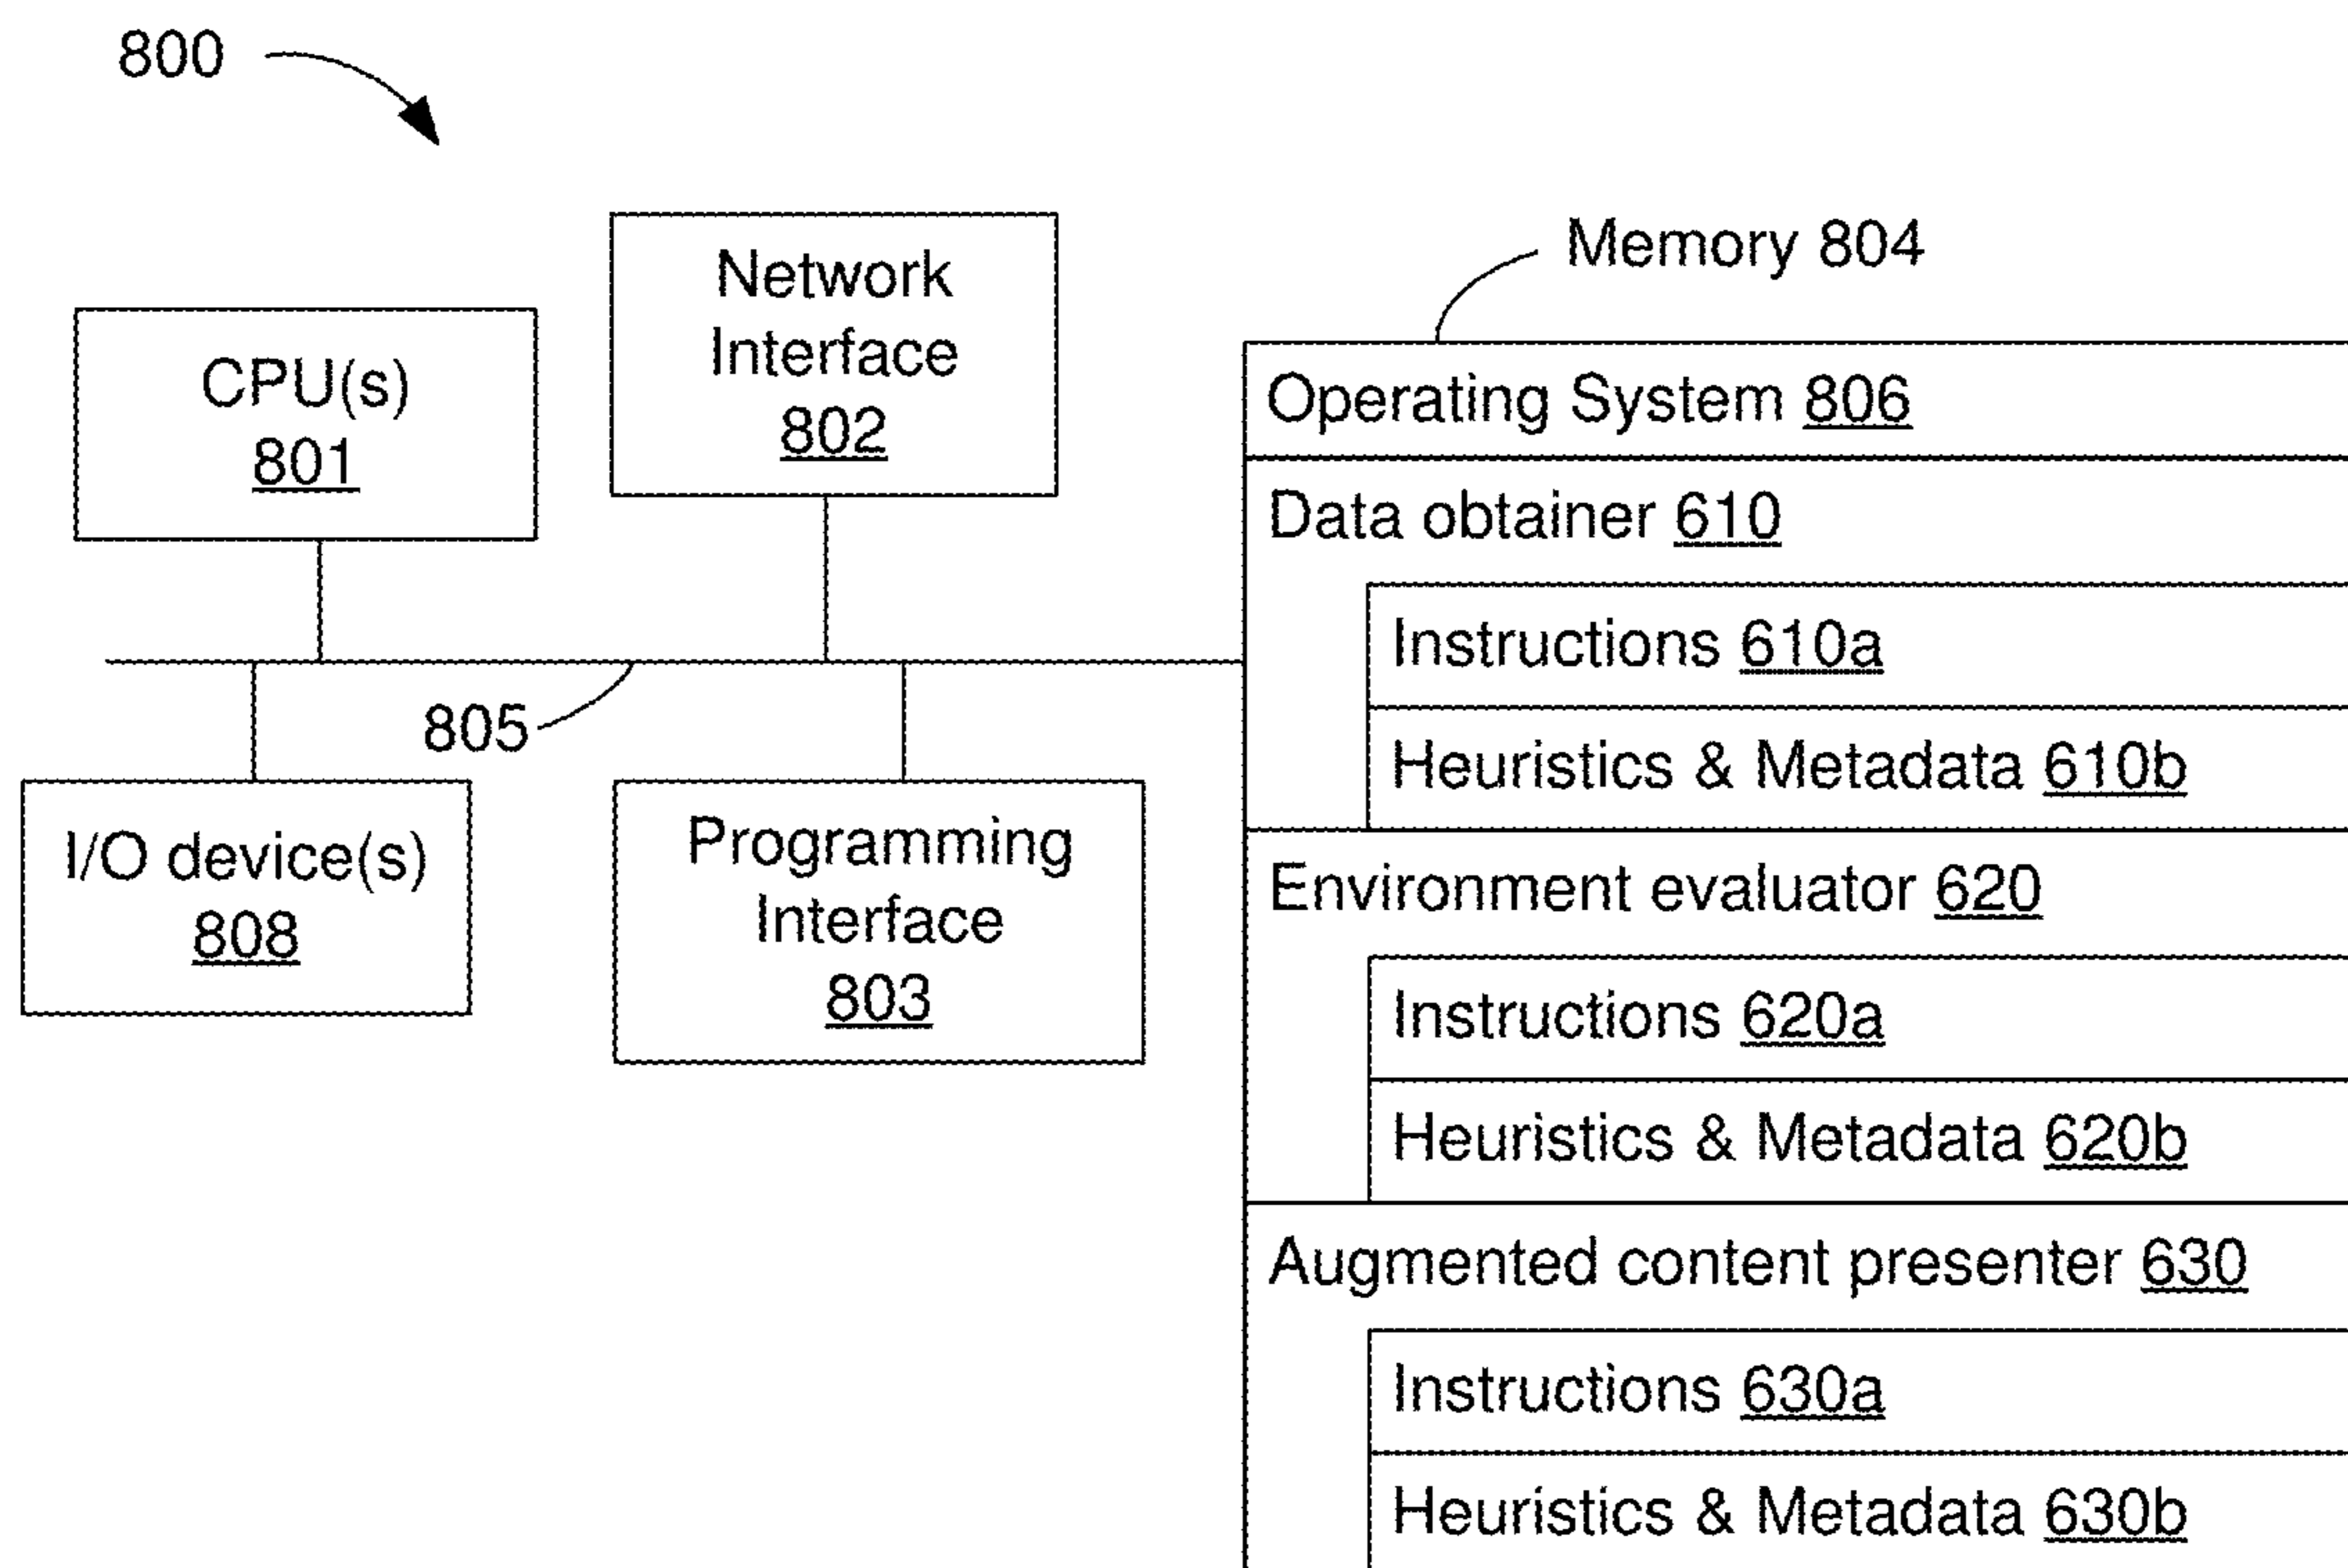 800
Network
Interface
802
CPU(s)
801
805
I/O device(s)
808
Programming
Interface
803
Memory 804
Operating System 806
Data obtainer 610
Instructions 610a
Heuristics & Metadata 610b
Environment evaluator 620
Instructions 620a
Heuristics & Metadata 620b
Augmented content presenter 630
Instructions 630a
Heuristics & Metadata 630b